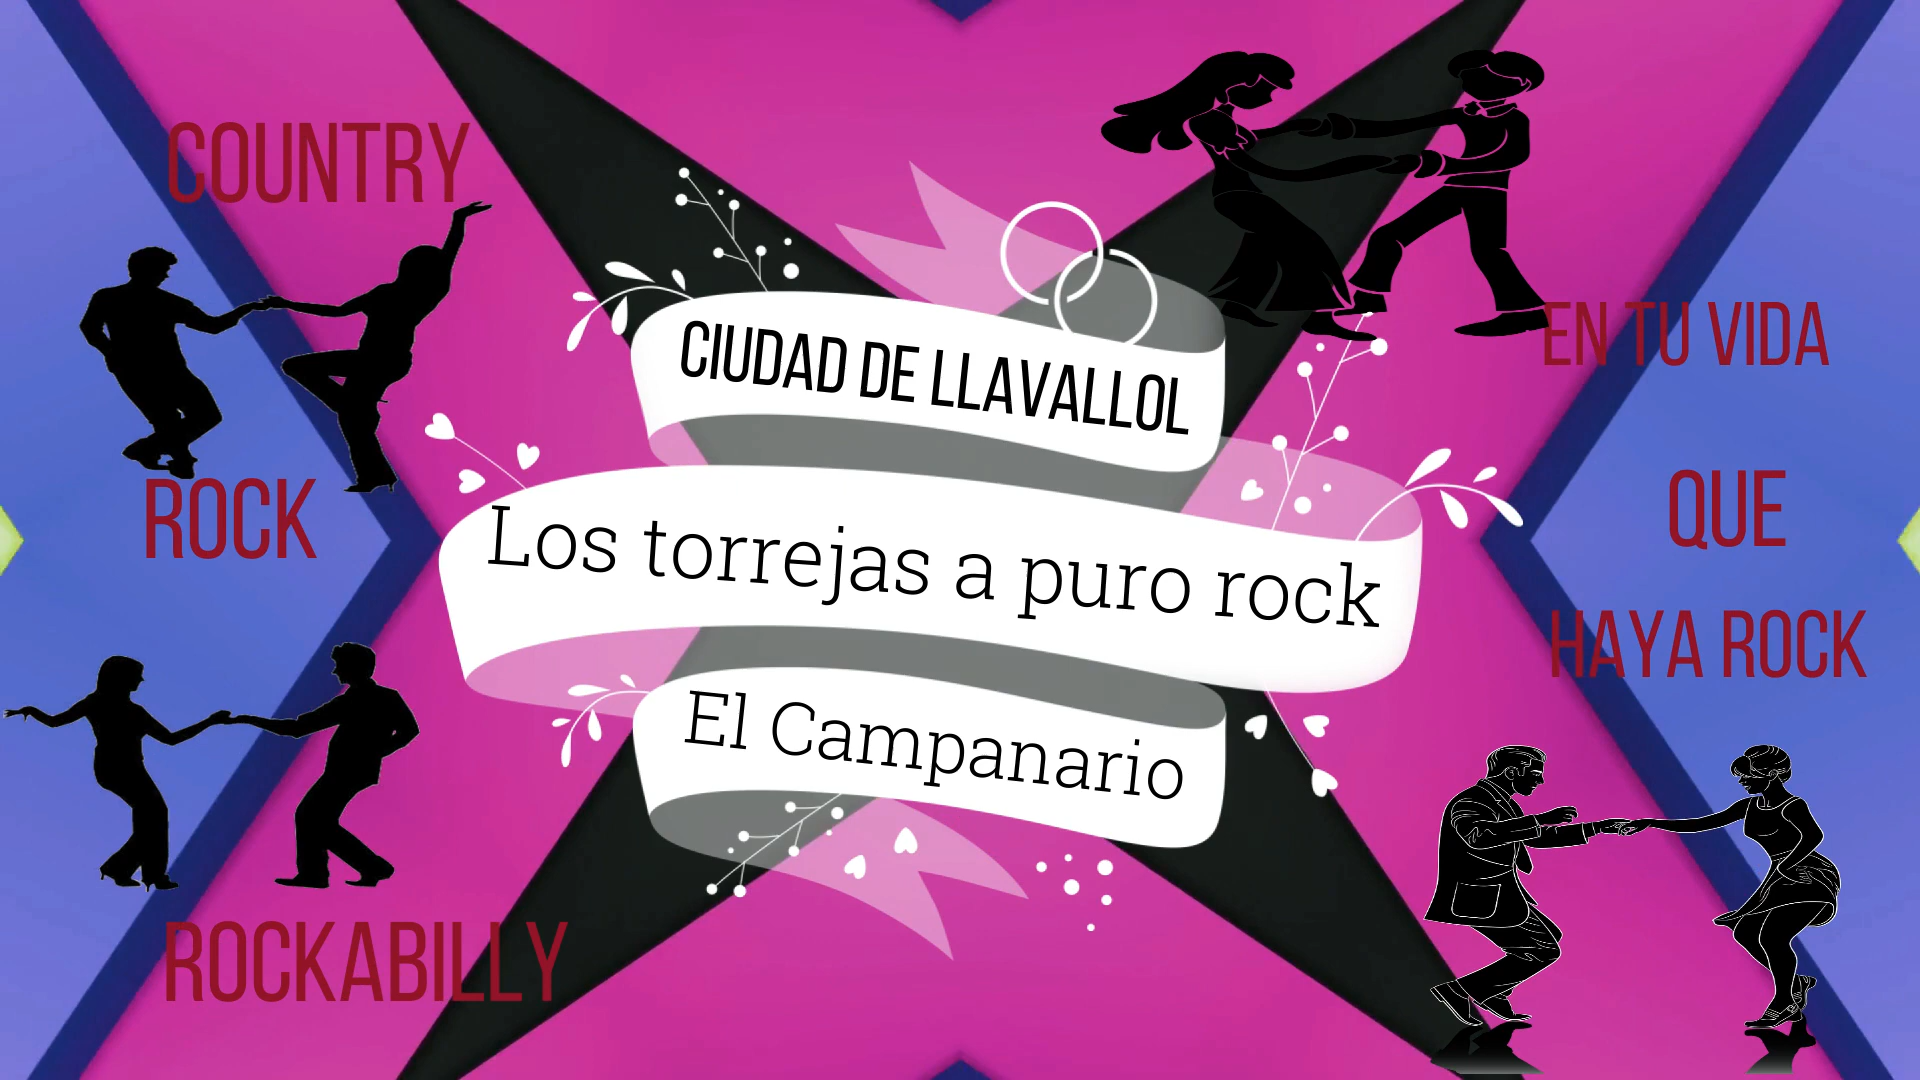 COUNTRY
ROCK
ROCKABILLY
CIUDAD DE LLAVALLOL
Los torrejas a puro rock
El Campanario
EN TU VIDA
QUE
HAYA ROCK